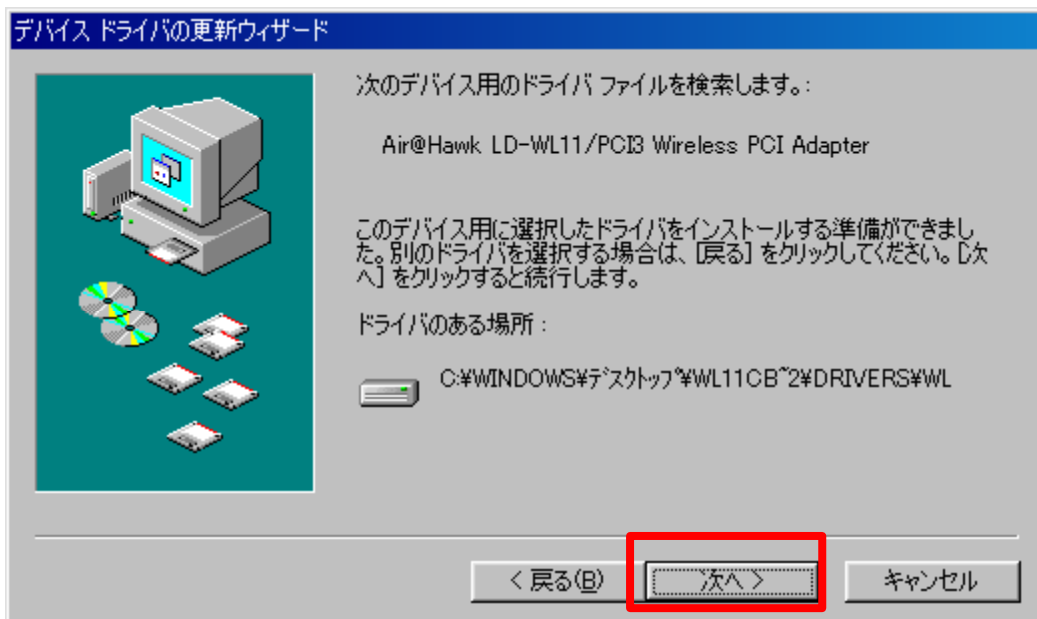 デバイス ドライバの更新ウィザード
次のデバイス用のドライバ ファイルを検索します。:
Air@Hawk LD-WL11/PCI3 Wireless PCI Adapter
このデバイス用に選択したドライバをインストールする準備ができまし
た。別のドライバを選択する場合は、[戻る] をクリックしてください。[次
へ] をクリックすると続行します。
ドライバのある場所 :
C:¥WINDOWS¥ﾃﾞｽｸﾄｯﾌﾟ¥WL11CB~2¥DRIVERS¥WL
< 戻る(B)
次へ >
キャンセル